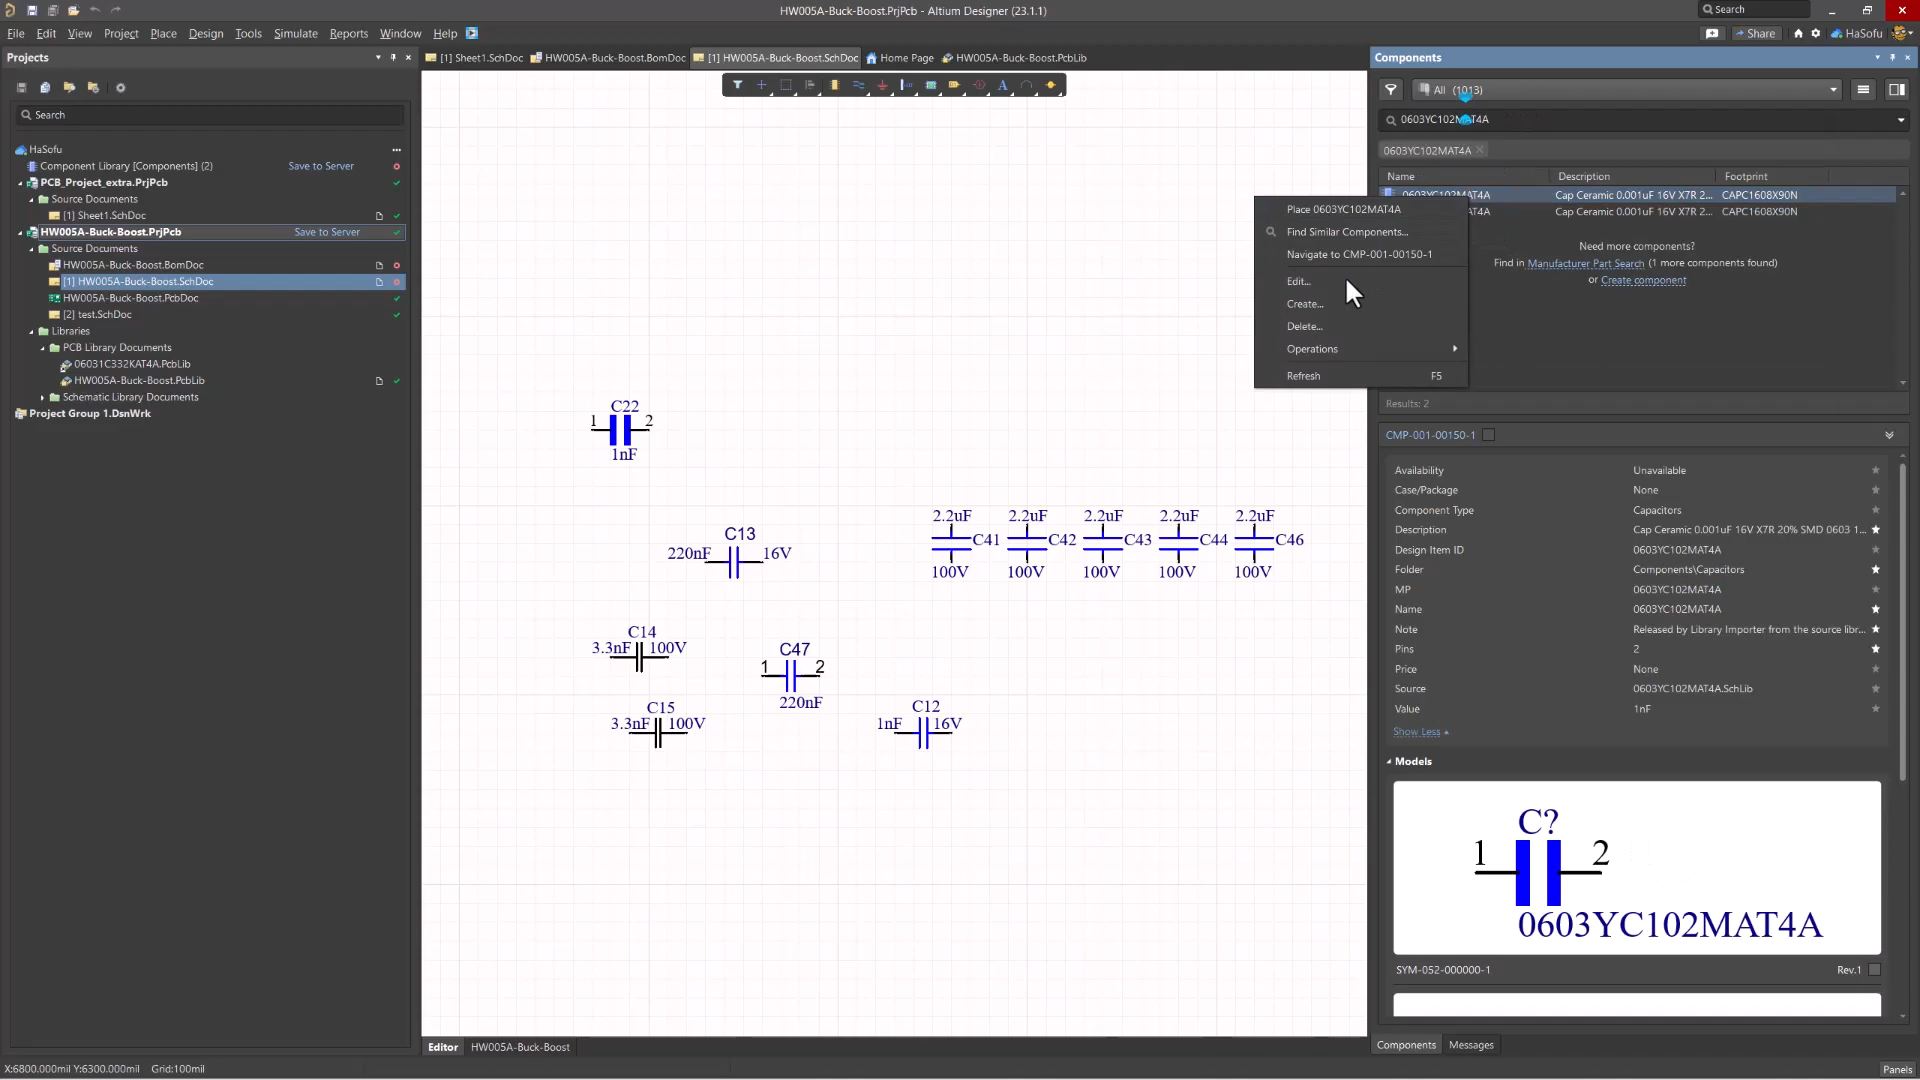 HW005A-Buck-Boost.PrjPcb - Altium Designer (23.1.1)
Search
File Edit View Project Place Design Tools Simulate Reports Window Help
Share
HaSofu
Projects
[1] Sheet1.SchDoc
HW005A-Buck-Boost.BomDoc
[1] HW005A-Buck-Boost.SchDoc
Home Page
HW005A-Buck-Boost.PcbLib
Components
Search
HaSofu
Component Library [Components] (2) Save to Server
PCB_Project_extra.PrjPcb
Source Documents
[1] Sheet1.SchDoc
HW005A-Buck-Boost.PrjPcb Save to Server
Source Documents
HW005A-Buck-Boost.BomDoc
[1] HW005A-Buck-Boost.SchDoc
HW005A-Buck-Boost.PcbDoc
[2] test.SchDoc
Libraries
PCB Library Documents
06031C332KAT4A.PcbLib
HW005A-Buck-Boost.PcbLib
Schematic Library Documents
Project Group 1.DsnWrk
C22
1 2
1nF
C13
220nF 16V
C14
3.3nF 100V
C47
1 2
220nF
C15
3.3nF 100V
C12
1nF 16V
2.2uF 2.2uF 2.2uF 2.2uF 2.2uF
C41 C42 C43 C44 C46
100V 100V 100V 100V 100V
All (1013)
0603YC102MAT4A
0603YC102MAT4A
Name Description Footprint
0603YC102MAT4A Cap Ceramic 0.001uF 16V X7R 2... CAPC1608X90N
AT4A Cap Ceramic 0.001uF 16V X7R 2... CAPC1608X90N
Place 0603YC102MAT4A
Find Similar Components...
Navigate to CMP-001-00150-1
Edit...
Create...
Delete...
Operations
Refresh F5
Need more components?
Find in Manufacturer Part Search (1 more components found)
or Create component
Results: 2
CMP-001-00150-1
Availability Unavailable
Case/Package None
Component Type Capacitors
Description Cap Ceramic 0.001uF 16V X7R 20% SMD 0603 1...
Design Item ID 0603YC102MAT4A
Folder Components\Capacitors
MP 0603YC102MAT4A
Name 0603YC102MAT4A
Note Released by Library Importer from the source libr...
Pins 2
Price None
Source 0603YC102MAT4A.SchLib
Value 1nF
Show Less
Models
C?
1 2
0603YC102MAT4A
SYM-052-000000-1 Rev.1
Components Messages
Editor HW005A-Buck-Boost
X:6800.000mil Y:6300.000mil Grid:100mil
Panels